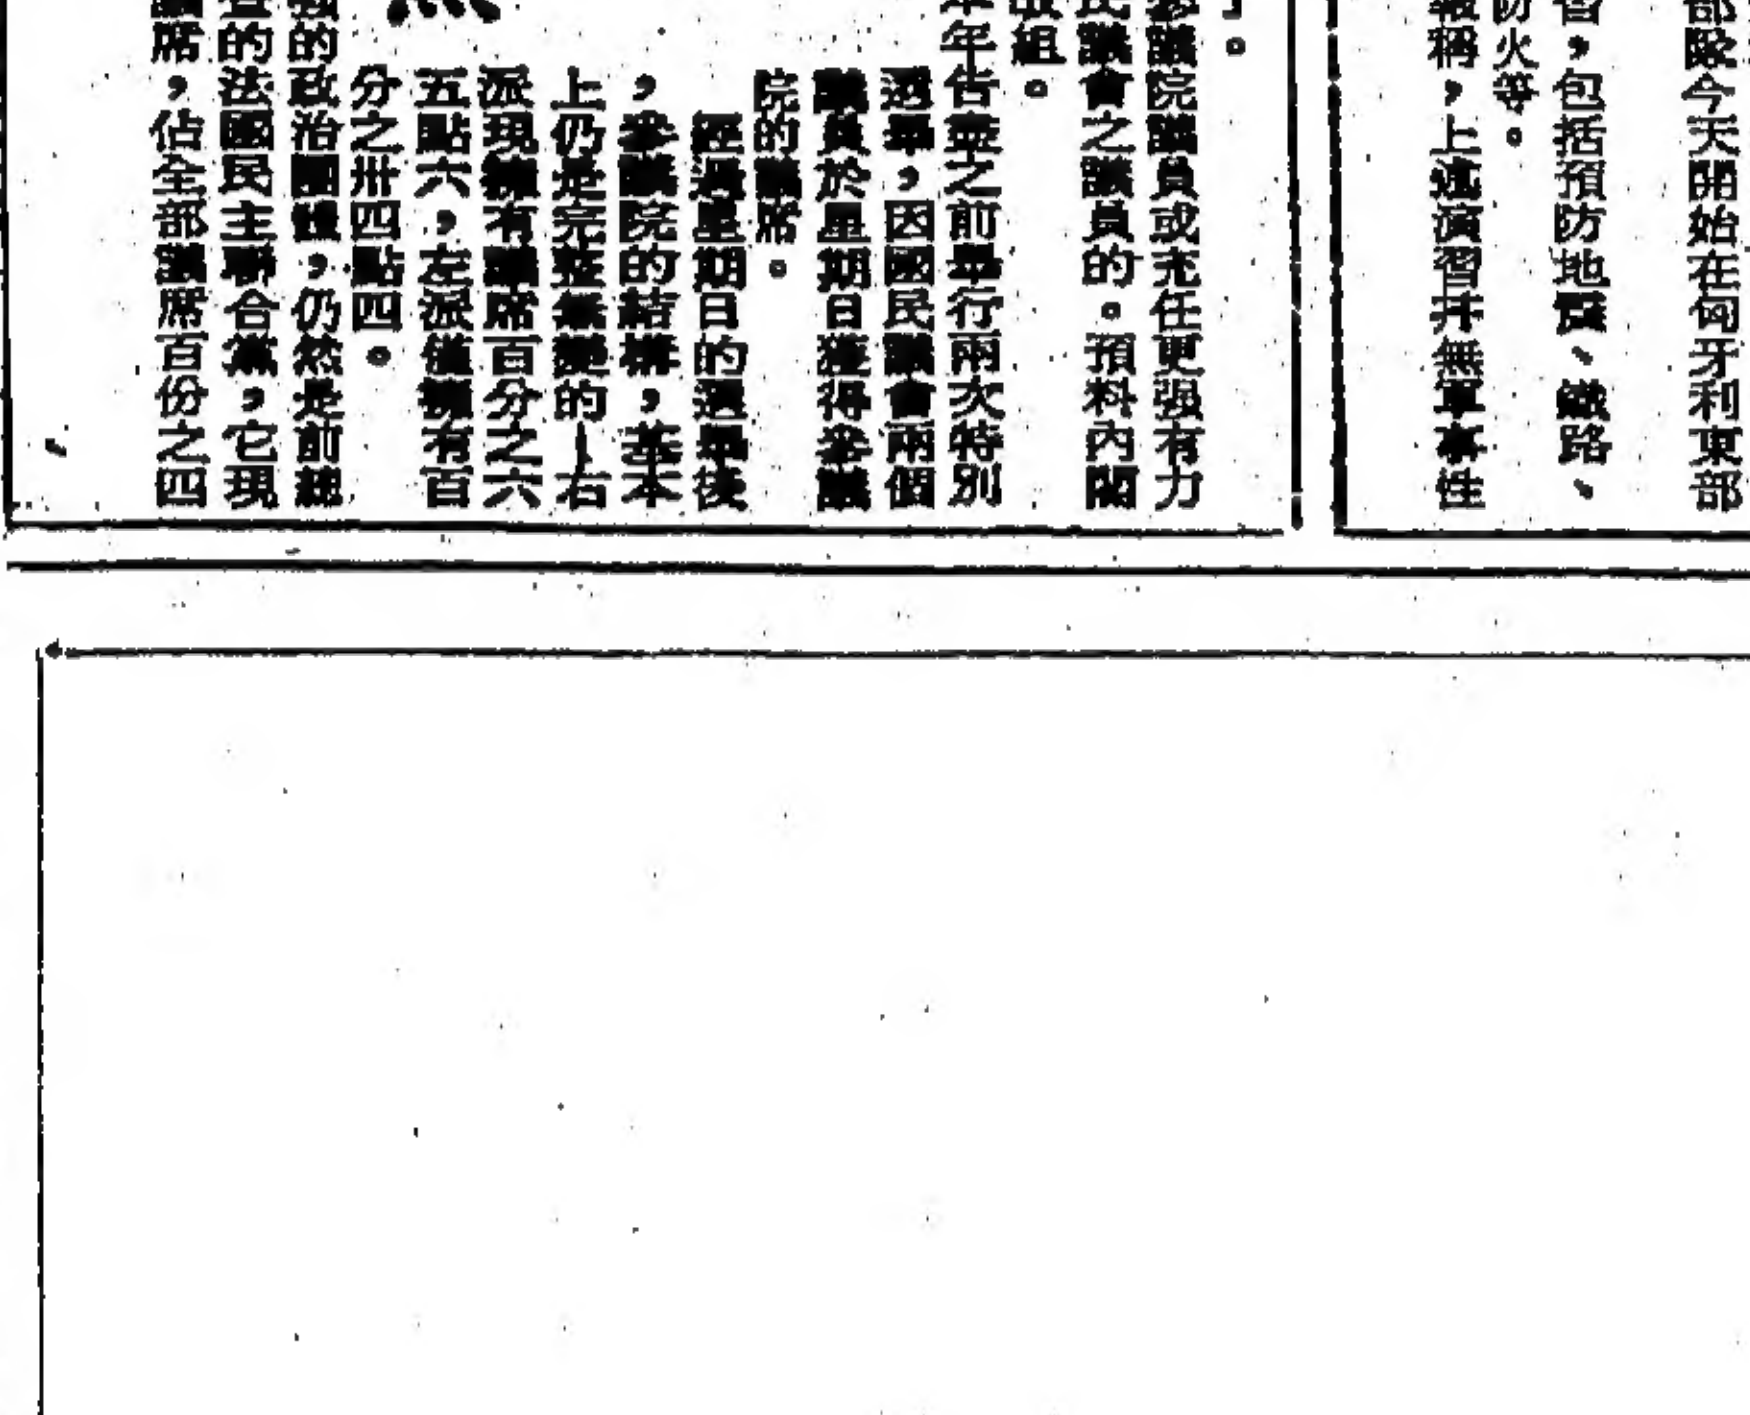 部隊今天開始在匈牙利東部
習，包括預防地震、鐵路、
防火等。
報稱，上述演習幷無軍事性
。
參議院議員或充任更强有力
民議會之議員的。預料內閣
改組。
本年年告壼之前舉行兩次特別
選舉，因國民議會兩個
議員於星期日獲得參議
院的議席。
經過星期日的選舉後
，參議院的結構，基本
上仍是完整無變的—右
派現擁有議席百分之六
五點六，左派僅擁有百
分之卅四點四。
的政治團體，仍然是前總
的法國民主聯合黨，它現
議席，佔全部議席百份之四